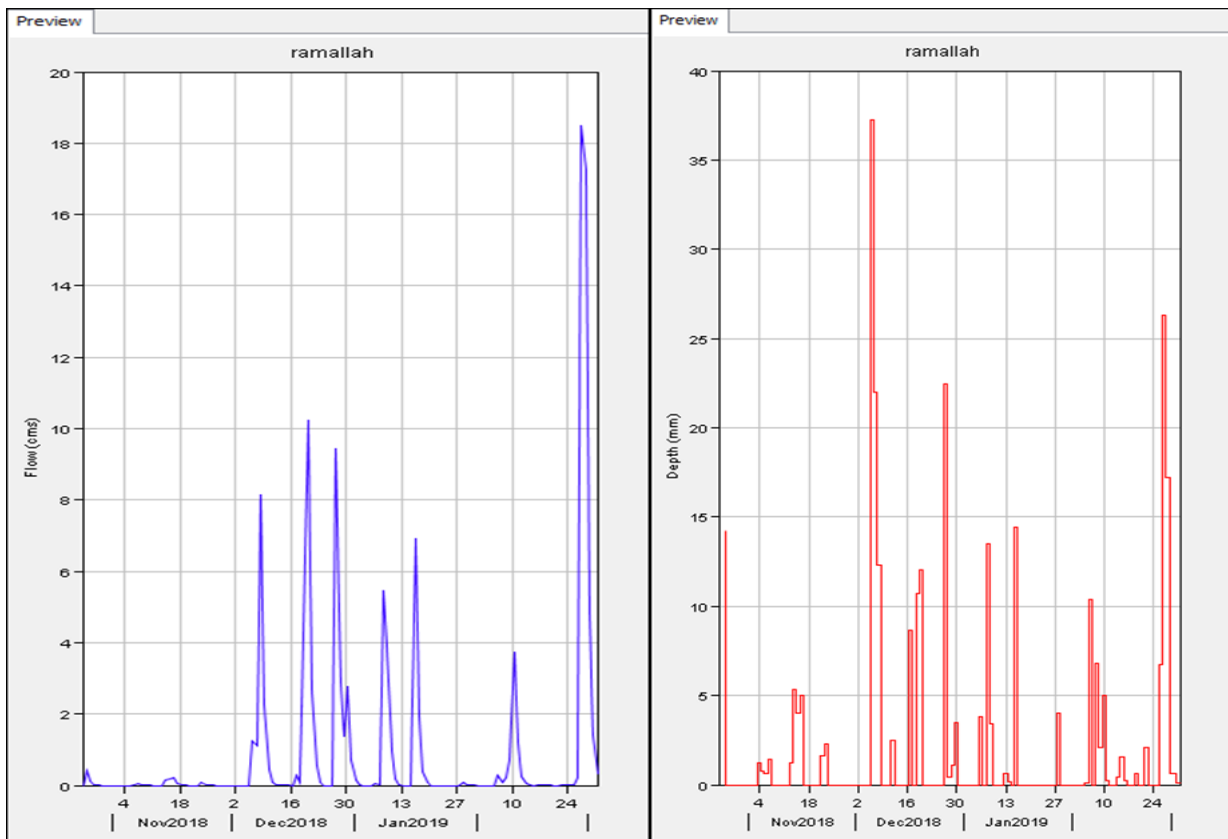 Preview
ramallah
20
18
16
14
12
10
8
6
4
2
0
Flow (cms)
4 18 2 16 30 13 27 10 24
| Nov2018 | Dec2018 | Jan2019 | |
Preview
ramallah
40
35
30
25
20
15
10
5
0
Depth (mm)
4 18 2 16 30 13 27 10 24
| Nov2018 | Dec2018 | Jan2019 | |